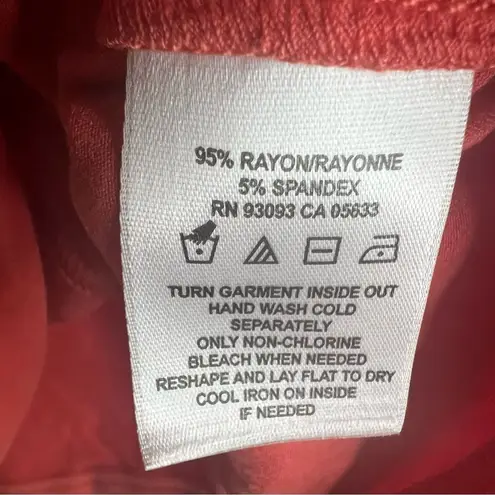 95% RAYON/RAYONNE
5% SPANDEX
RN 93093 CA 05633
TURN GARMENT INSIDE OUT
HAND WASH COLD
SEPARATELY
ONLY NON-CHLORINE
BLEACH WHEN NEEDED
RESHAPE AND LAY FLAT TO DRY
COOL IRON ON INSIDE
IF NEEDED